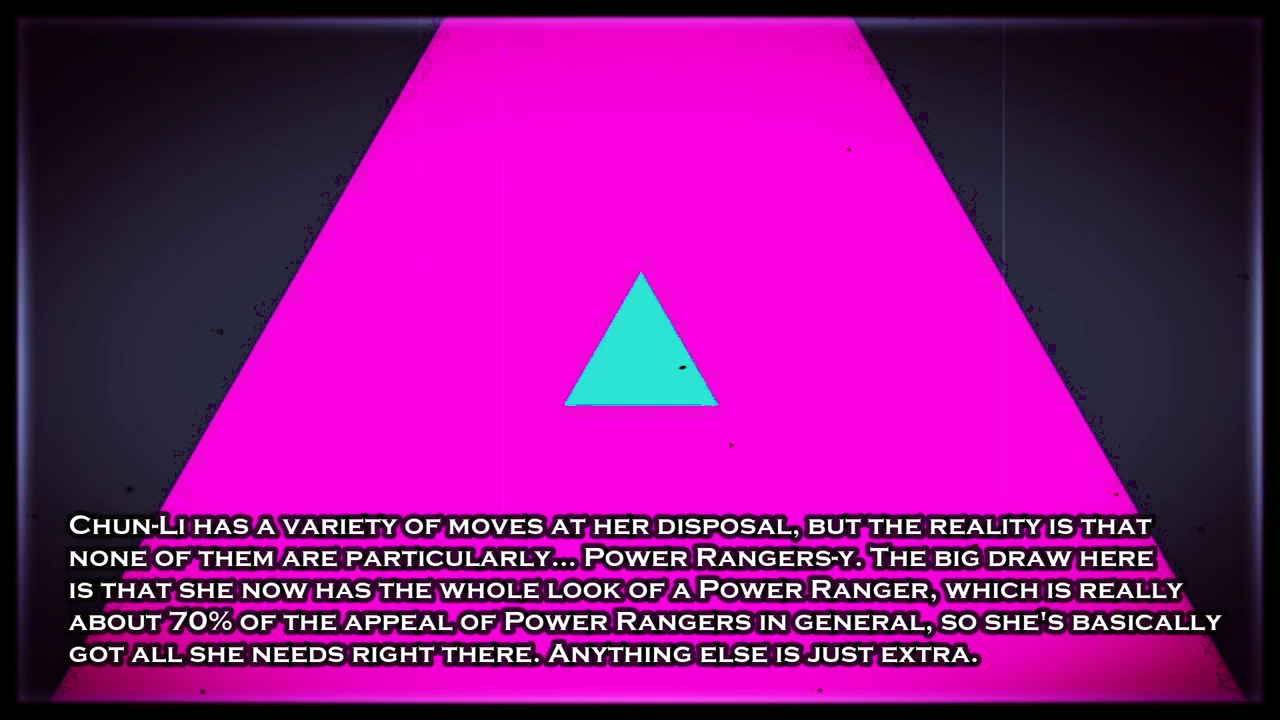 Chun-Li has a variety of moves at her disposal, but the reality is that
none of them are particularly... Power Rangers-y. The big draw here
is that she now has the whole look of a Power Ranger, which is really
about 70% of the appeal of Power Rangers in general, so she's basically
got all she needs right there. Anything else is just extra.